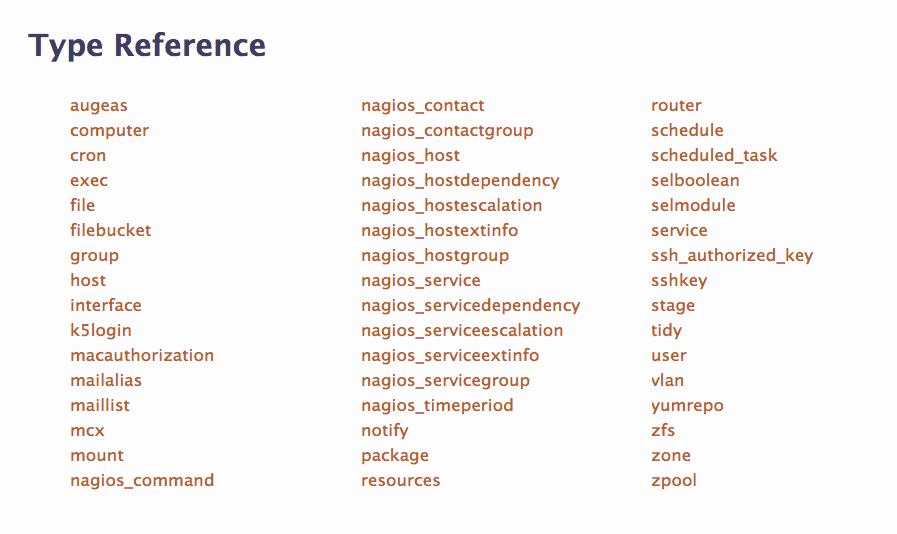 Type Reference
augeas
computer
cron
exec
file
filebucket
group
host
interface
k5login
macauthorization
mailalias
maillist
mcx
mount
nagios_command
nagios_contact
nagios_contactgroup
nagios_host
nagios_hostdependency
nagios_hostescalation
nagios_hostextinfo
nagios_hostgroup
nagios_service
nagios_servicedependency
nagios_serviceescalation
nagios_serviceextinfo
nagios_servicegroup
nagios_timeperiod
notify
package
resources
router
schedule
scheduled_task
selboolean
selmodule
service
ssh_authorized_key
sshkey
stage
tidy
user
vlan
yumrepo
zfs
zone
zpool